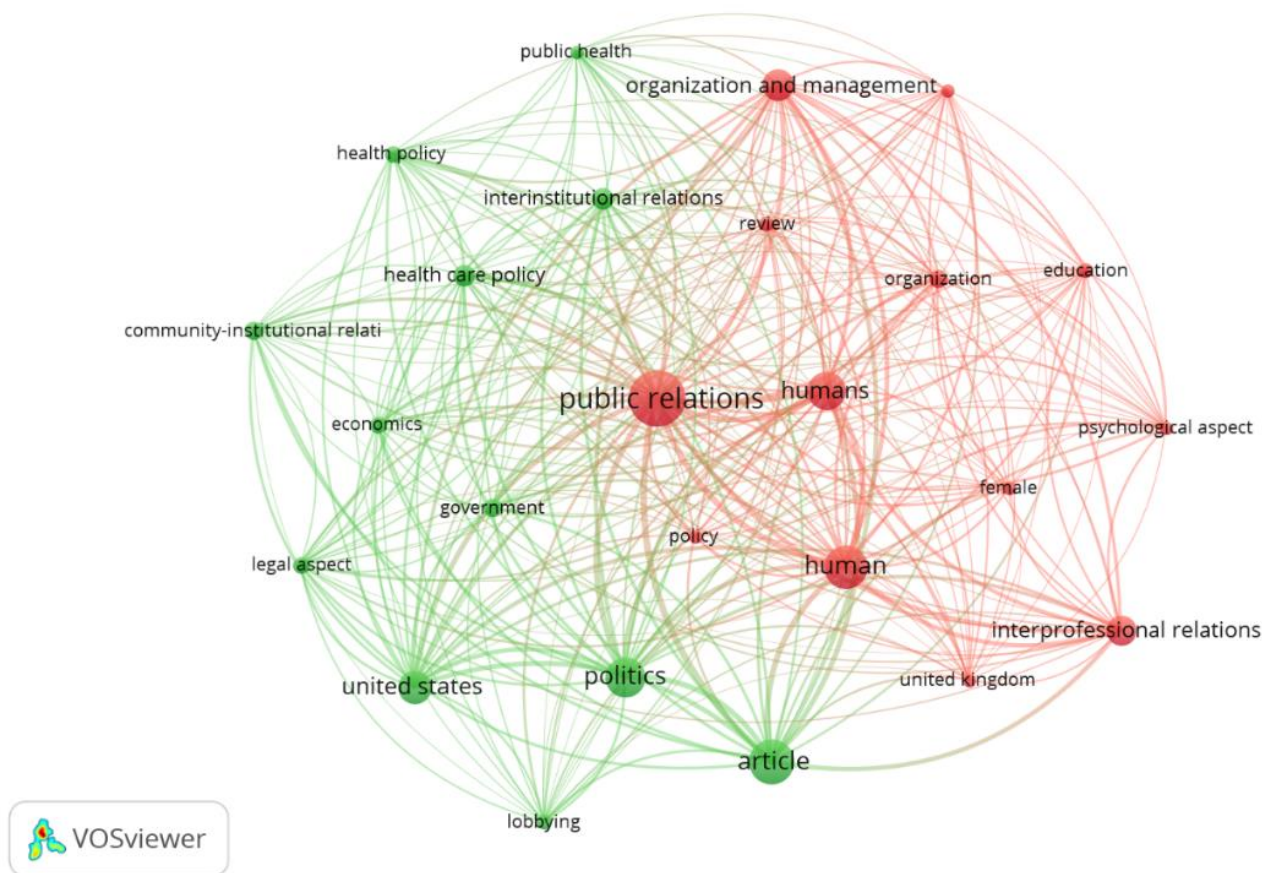 public health
organization and management
health policy
interinstitutional relations
review
health care policy
organization
education
community-institutional relati
public relations
humans
economics
psychological aspect
female
government
policy
legal aspect
human
interprofessional relations
united states
politics
united kingdom
article
lobbying
VOSviewer